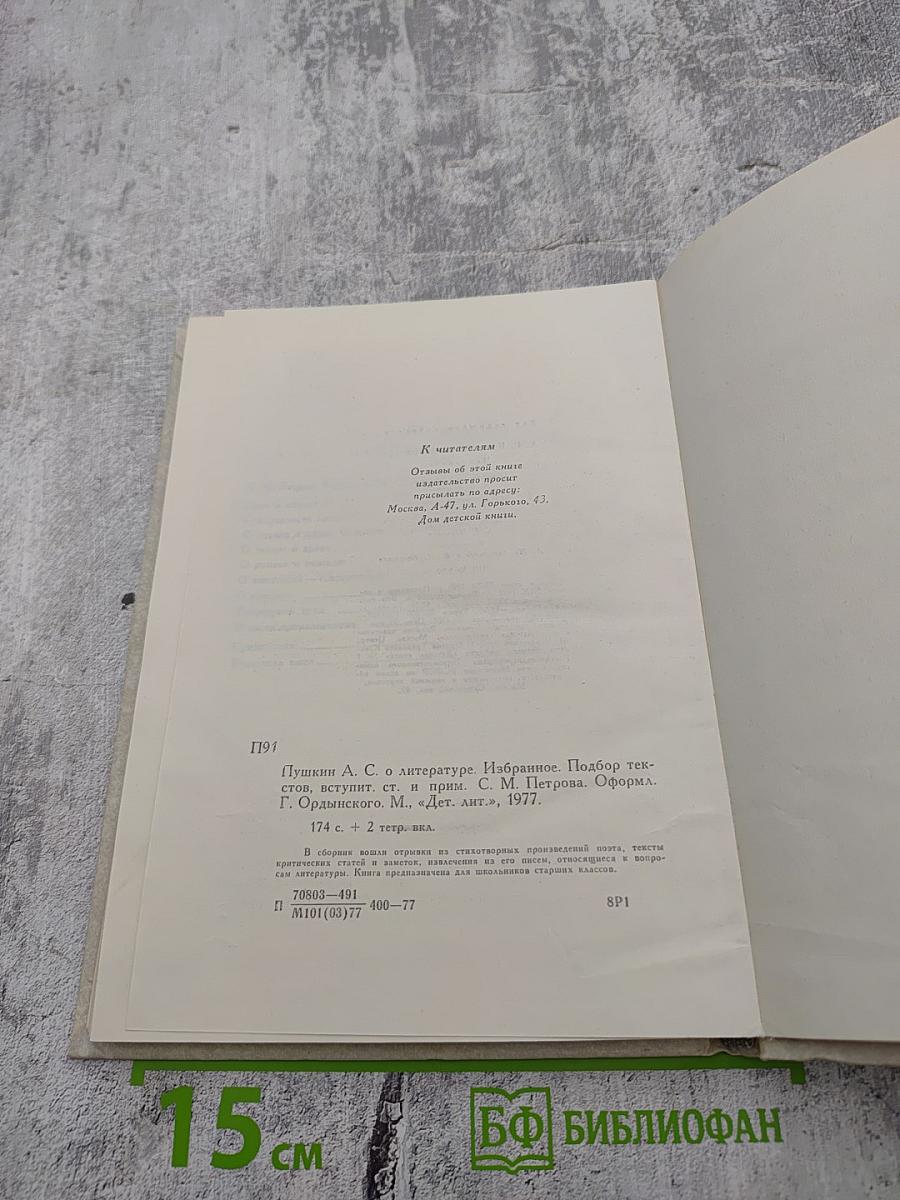 К читателям
Отзывы об этой книге
издательство просит
присылать по адресу:
Москва, А-47, ул. Горького, 43.
Дом детской книги.
П91
Пушкин А. С. о литературе. Избранное. Подбор тек-
стов, вступит. ст. и прим. С. М. Петрова. Оформл.
Г. Ордынского. М., «Дет. лит.», 1977.
174 с. + 2 тетр. вкл.
В сборник вошли отрывки из стихотворных произведений поэта, тексты
критических статей и заметок, извлечения из его писем, относящиеся к вопро-
сам литературы. Книга предназначена для школьников старших классов.
П 70803—491
М101(03)77 400—77
8Р1
15 см
БФ БИБЛИОФАН